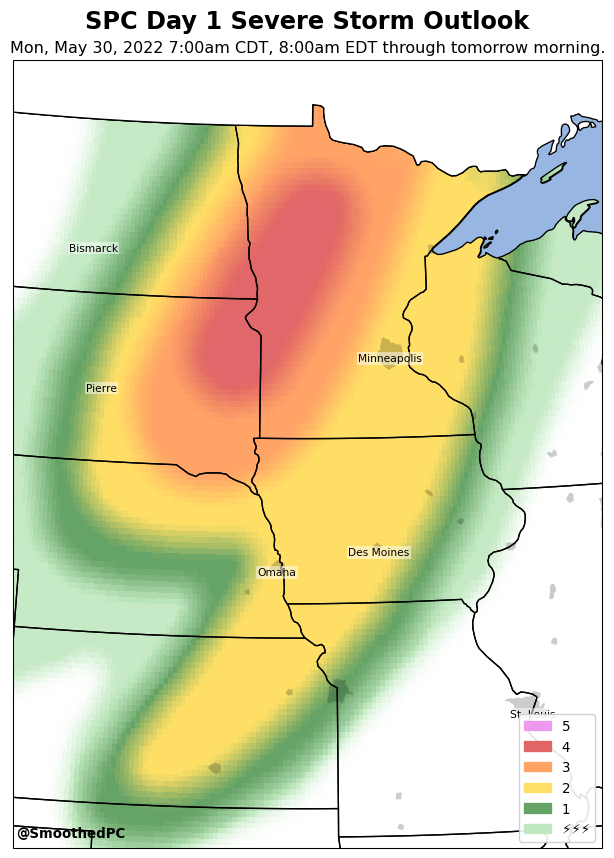 SPC Day 1 Severe Storm Outlook
Mon, May 30, 2022 7:00am CDT, 8:00am EDT through tomorrow morning.
Bismarck
Minneapolis
Pierre
Des Moines
Omaha
St. Louis
5
4
3
2
1
⚡⚡⚡
@SmoothedPC